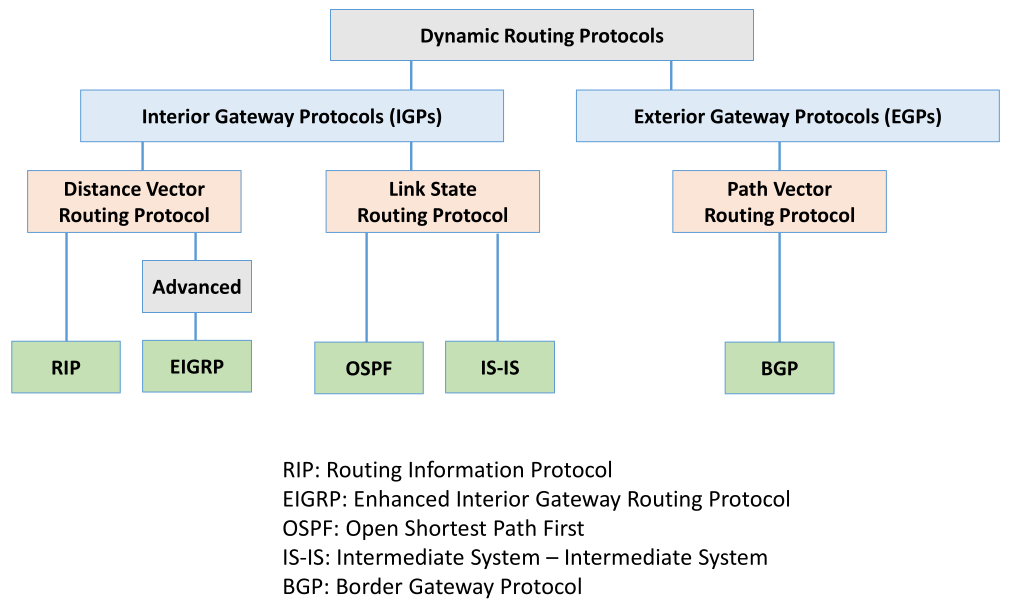 Dynamic Routing Protocols
Interior Gateway Protocols (IGPs)
Exterior Gateway Protocols (EGPs)
Distance Vector
Routing Protocol
Link State
Routing Protocol
Path Vector
Routing Protocol
Advanced
RIP
EIGRP
OSPF
IS-IS
BGP
RIP: Routing Information Protocol
EIGRP: Enhanced Interior Gateway Routing Protocol
OSPF: Open Shortest Path First
IS-IS: Intermediate System – Intermediate System
BGP: Border Gateway Protocol